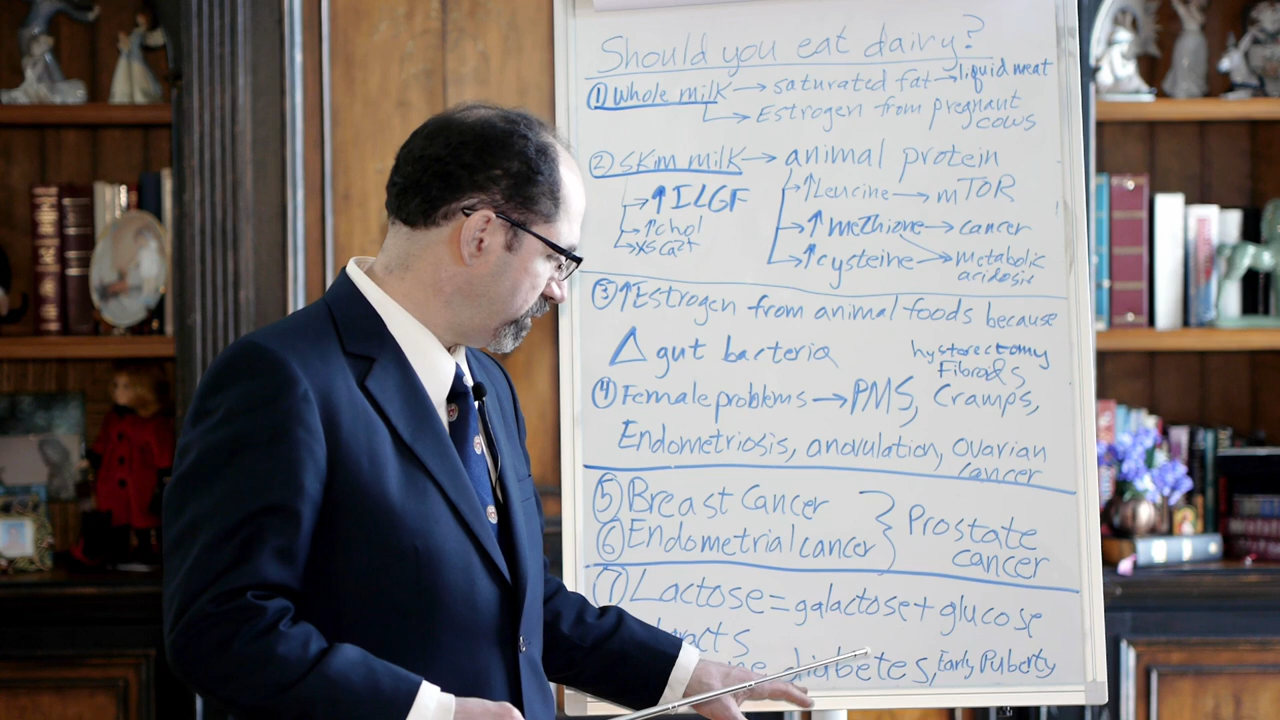 Should you eat dairy?
① Whole milk → saturated fat → liquid meat
→ Estrogen from pregnant
cows
② Skim milk → animal protein
→ ↑ILGF
→ ↑chol
→ XS Ca²⁺
→ ↑Leucine → mTOR
→ ↑methione → cancer
→ ↑cysteine → metabolic
acidosis
③ ↑Estrogen from animal foods because
Δ gut bacteria
hysterectomy
Fibroids
④ Female problems → PMS, Cramps,
Endometriosis, anovulation, ovarian
cancer
⑤ Breast Cancer
⑥ Endometrial cancer } Prostate
cancer
⑦ Lactose = galactose + glucose
diabetes, Early Puberty